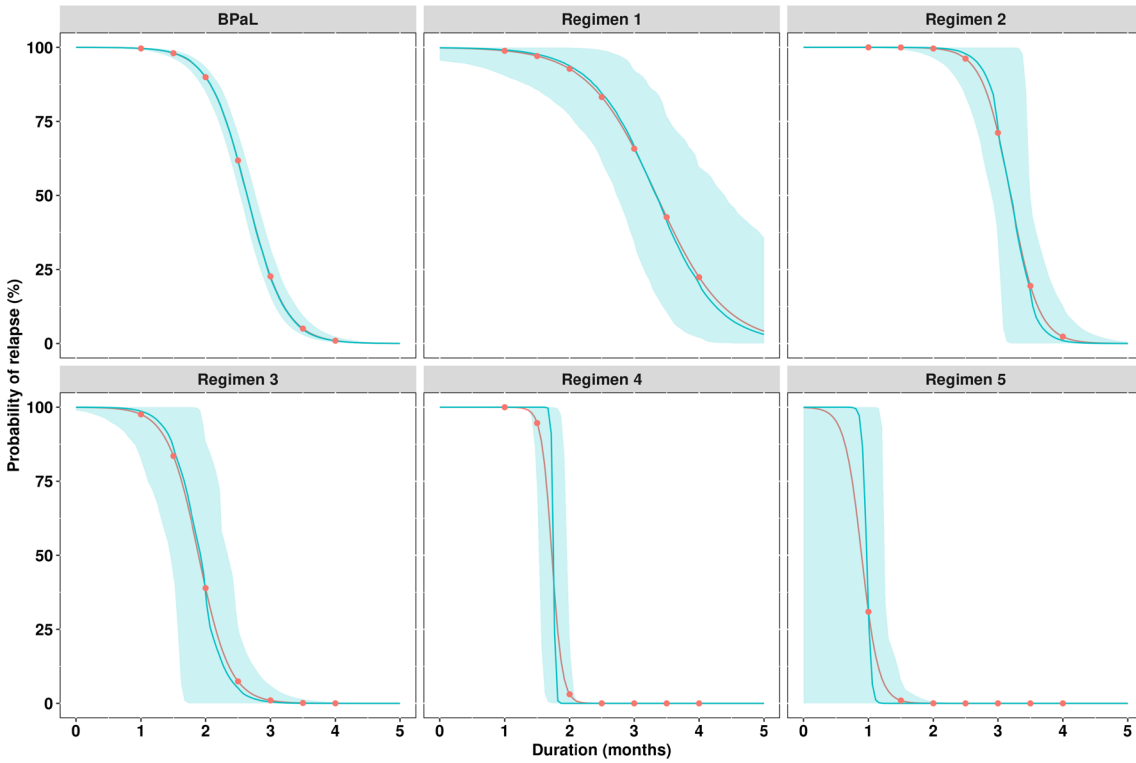 BPaL Regimen 1 Regimen 2
100
75
50
25
0
Regimen 3 Regimen 4 Regimen 5
100
75
50
25
0
0 1 2 3 4 5 0 1 2 3 4 5 0 1 2 3 4 5
Duration (months)
Probability of relapse (%)